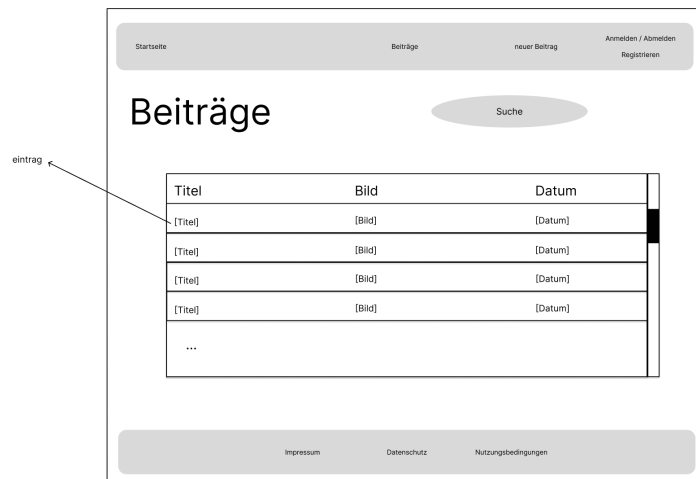 Startseite
Beiträge
neuer Beitrag
Anmelden / Abmelden
Registrieren
Beiträge
Suche
eintrag
Titel Bild Datum
[Titel] [Bild] [Datum]
[Titel] [Bild] [Datum]
[Titel] [Bild] [Datum]
[Titel] [Bild] [Datum]
...
Impressum Datenschutz Nutzungsbedingungen